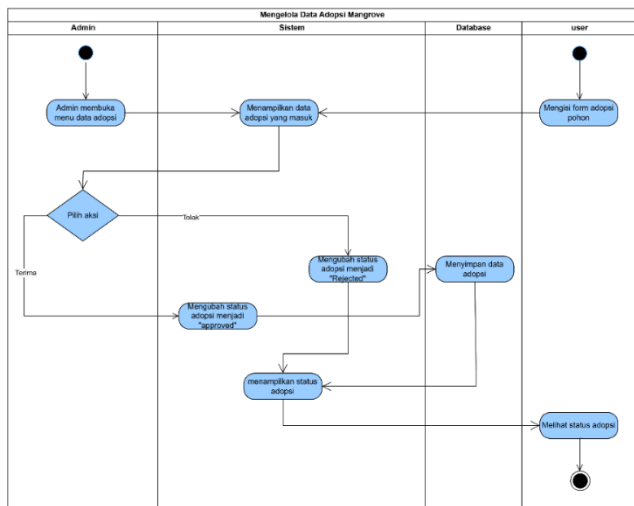 Mengelola Data Adopsi Mangrove
Admin
Sistem
Database
user
Admin membuka
menu data adopsi
Menampilkan data
adopsi yang masuk
Mengisi form adopsi
pohon
Pilih aksi
Tolak
Terima
Mengubah status
adopsi menjadi
"Rejected"
Menyimpan data
adopsi
Mengubah status
adopsi menjadi
"approved"
menampilkan status
adopsi
Melihat status adopsi